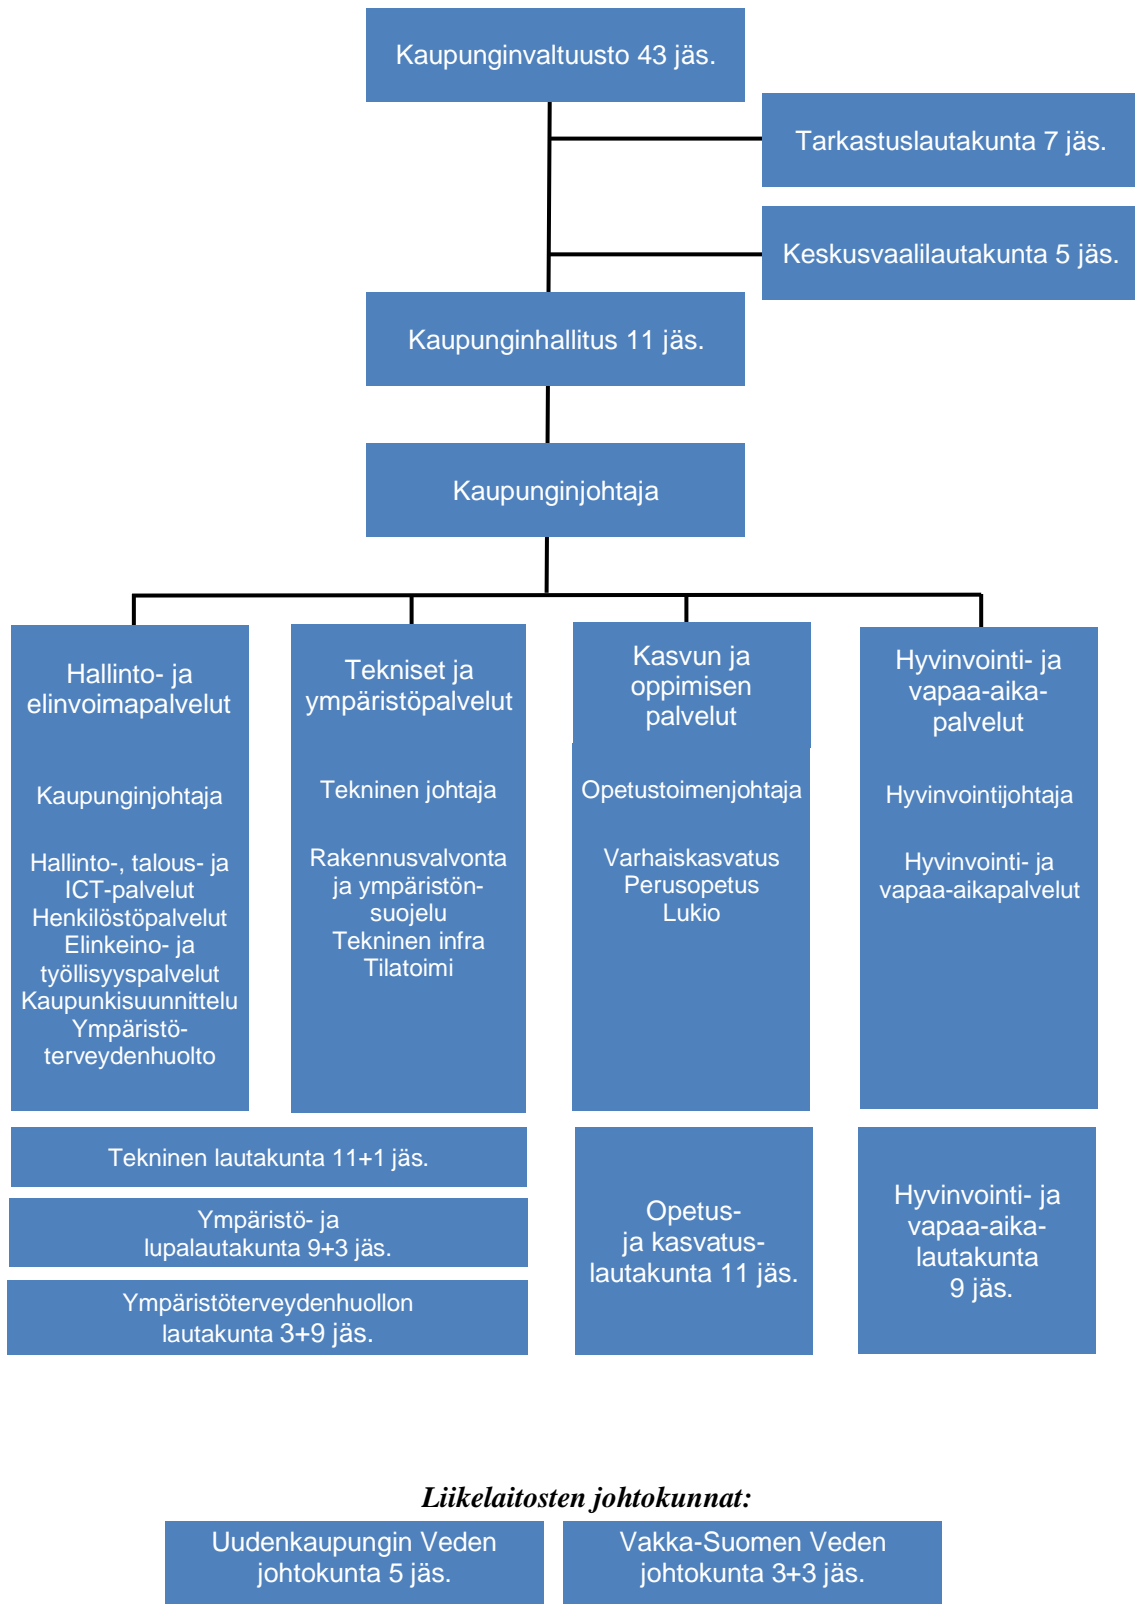 Kaupunginvaltuusto 43 jäs.
Tarkastuslautakunta 7 jäs.
Keskusvaalilautakunta 5 jäs.
Kaupunginhallitus 11 jäs.
Kaupunginjohtaja
Hallinto- ja
elinvoimapalvelut
Kaupunginjohtaja
Hallinto-, talous- ja
ICT-palvelut
Henkilöstöpalvelut
Elinkeino- ja
työllisyyspalvelut
Kaupunkisuunnittelu
Ympäristö-
terveydenhuolto
Tekniset ja
ympäristöpalvelut
Tekninen johtaja
Rakennusvalvonta
ja ympäristön-
suojelu
Tekninen infra
Tilatoimi
Kasvun ja
oppimisen
palvelut
Opetustoimenjohtaja
Varhaiskasvatus
Perusopetus
Lukio
Hyvinvointi- ja
vapaa-aika-
palvelut
Hyvinvointijohtaja
Hyvinvointi- ja
vapaa-aikapalvelut
Tekninen lautakunta 11+1 jäs.
Ympäristö- ja
lupalautakunta 9+3 jäs.
Ympäristöterveydenhuollon
lautakunta 3+9 jäs.
Opetus-
ja kasvatus-
lautakunta 11 jäs.
Hyvinvointi- ja
vapaa-aika-
lautakunta
9 jäs.
Liikelaitosten johtokunnat:
Uudenkaupungin Veden
johtokunta 5 jäs.
Vakka-Suomen Veden
johtokunta 3+3 jäs.